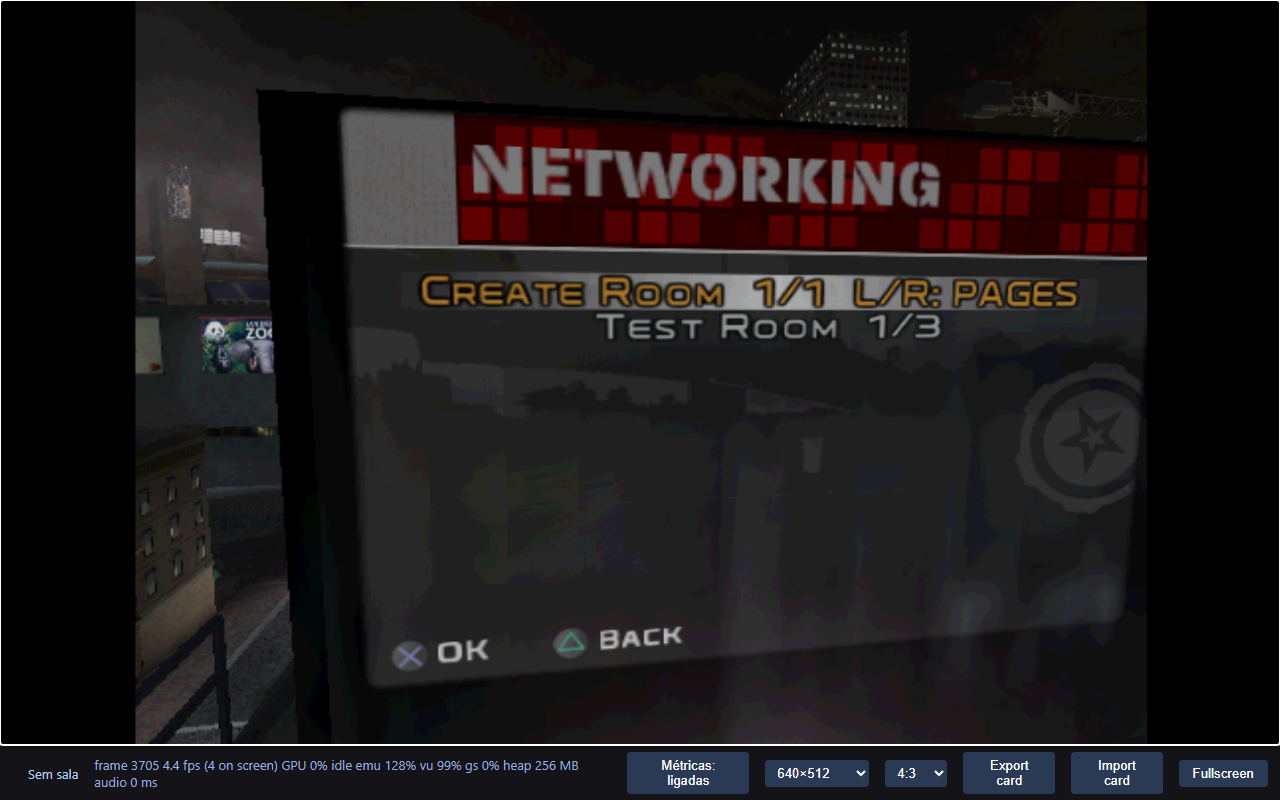 NETWORKING
CREATE ROOM 1/1 L/R: PAGES
TEST ROOM 1/3
ZOO
OK
BACK
Sem sala
frame 3705 4.4 fps (4 on screen) GPU 0% idle emu 128% vu 99% gs 0% heap 256 MB
audio 0 ms
Métricas:
ligadas
640×512
4:3
Export
card
Import
card
Fullscreen